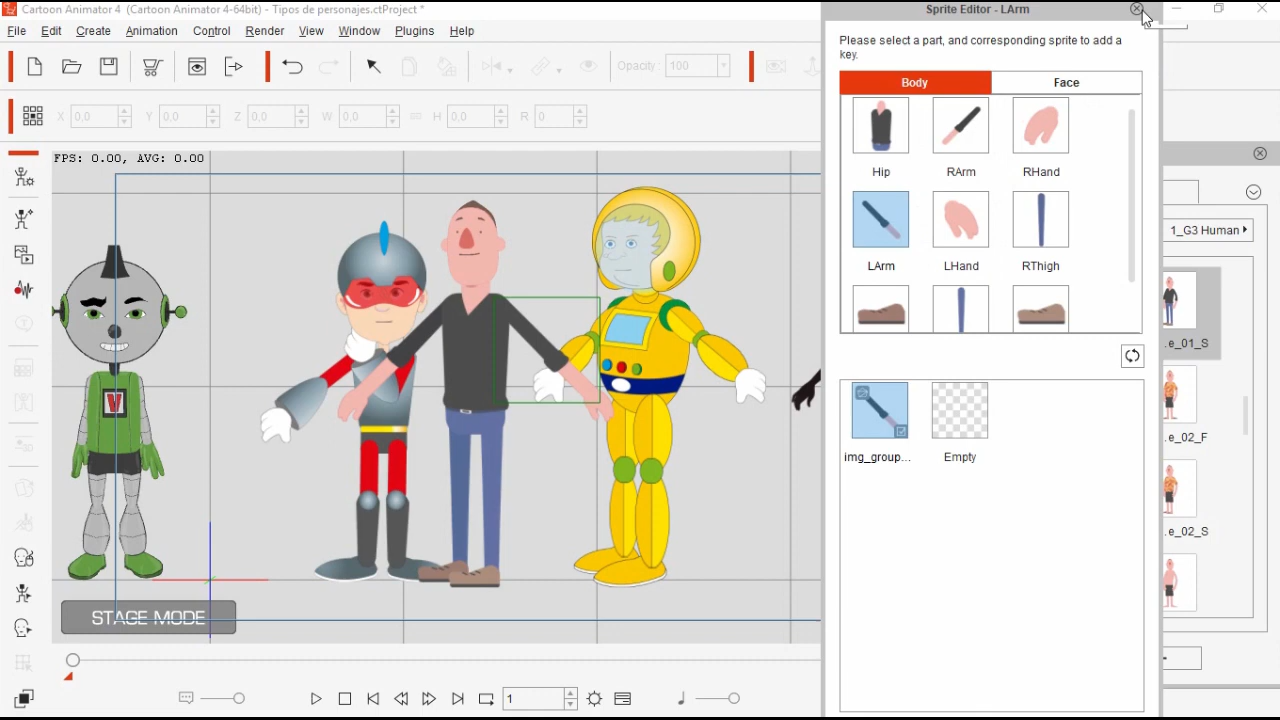 Cartoon Animator 4 (Cartoon Animator 4-64bit) - Tipos de personajes.ctProject *
Sprite Editor - LArm
File Edit Create Animation Control Render View Window Plugins Help
Please select a part, and corresponding sprite to add a
key.
Opacity : 100
Body Face
X 0,0 Y 0,0 Z 0,0 W 0,0 H 0,0 R 0
FPS: 0.00, AVG: 0.00
Hip RArm RHand
1_G3 Human
LArm LHand RThigh
.e_01_S
V
.e_02_F
img_group... Empty
.e_02_S
STAGE MODE
1